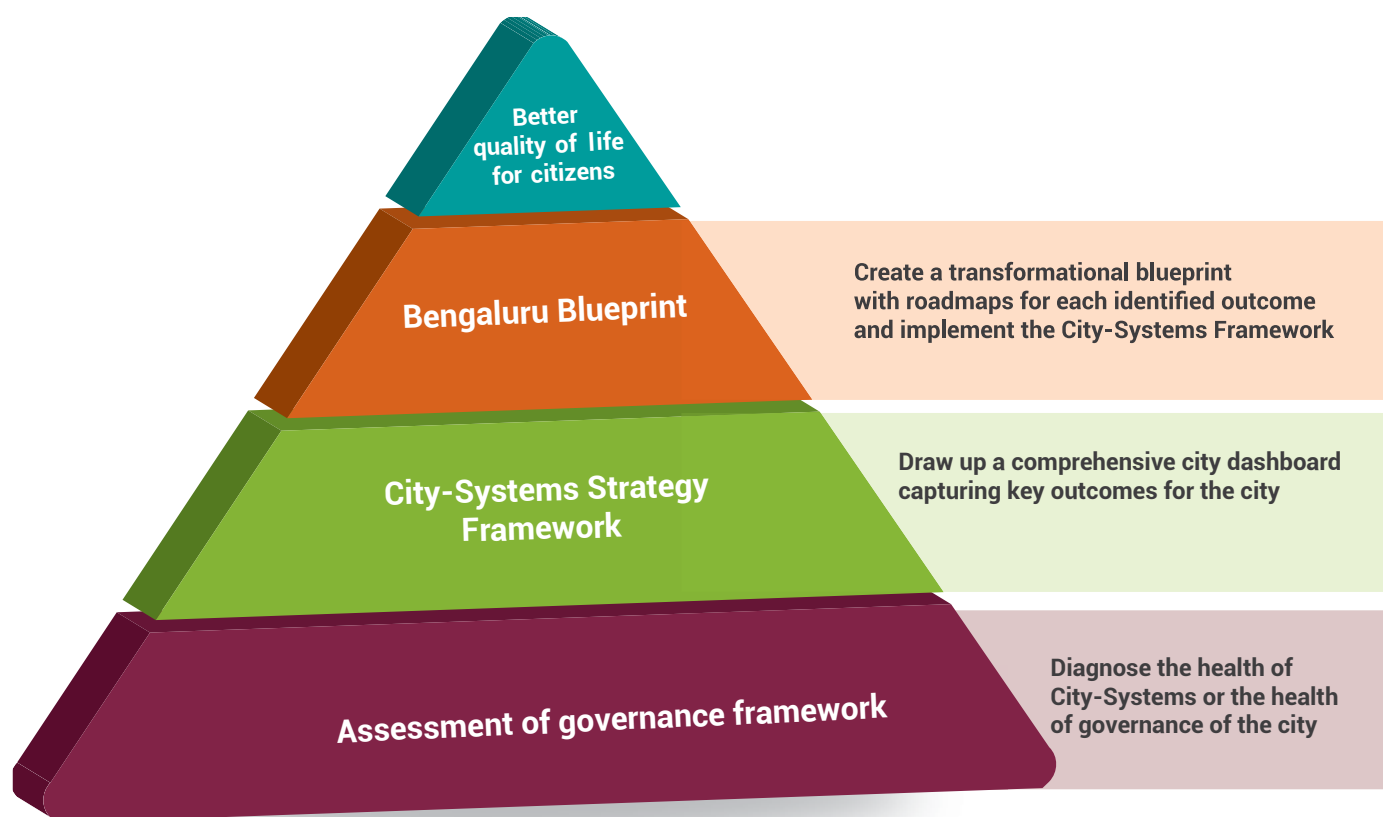 Better
quality of life
for citizens
Bengaluru Blueprint
Create a transformational blueprint
with roadmaps for each identified outcome
and implement the City-Systems Framework
City-Systems Strategy
Framework
Draw up a comprehensive city dashboard
capturing key outcomes for the city
Assessment of governance framework
Diagnose the health of
City-Systems or the health
of governance of the city